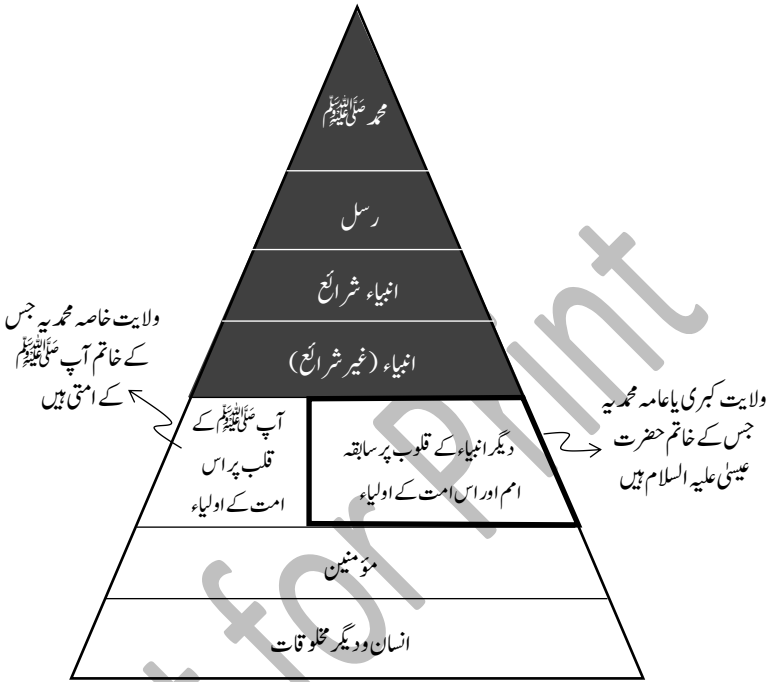 محمد ﷺ
رسل
انبیاء شرائع
انبیاء (غیر شرائع)
ولایت کبری یا عامہ محمدیہ
جس کے خاتم حضرت
عیسیٰ علیہ السلام ہیں
دیگر انبیاء کے قلوب پر سابقہ
امم اور اس امت کے اولیاء
آپ ﷺ کے
قلب پر اس
امت کے اولیاء
ولایت خاصہ محمدیہ جس
کے خاتم آپ ﷺ
کے امتی ہیں
مؤمنین
انسان و دیگر مخلوقات
t for Print